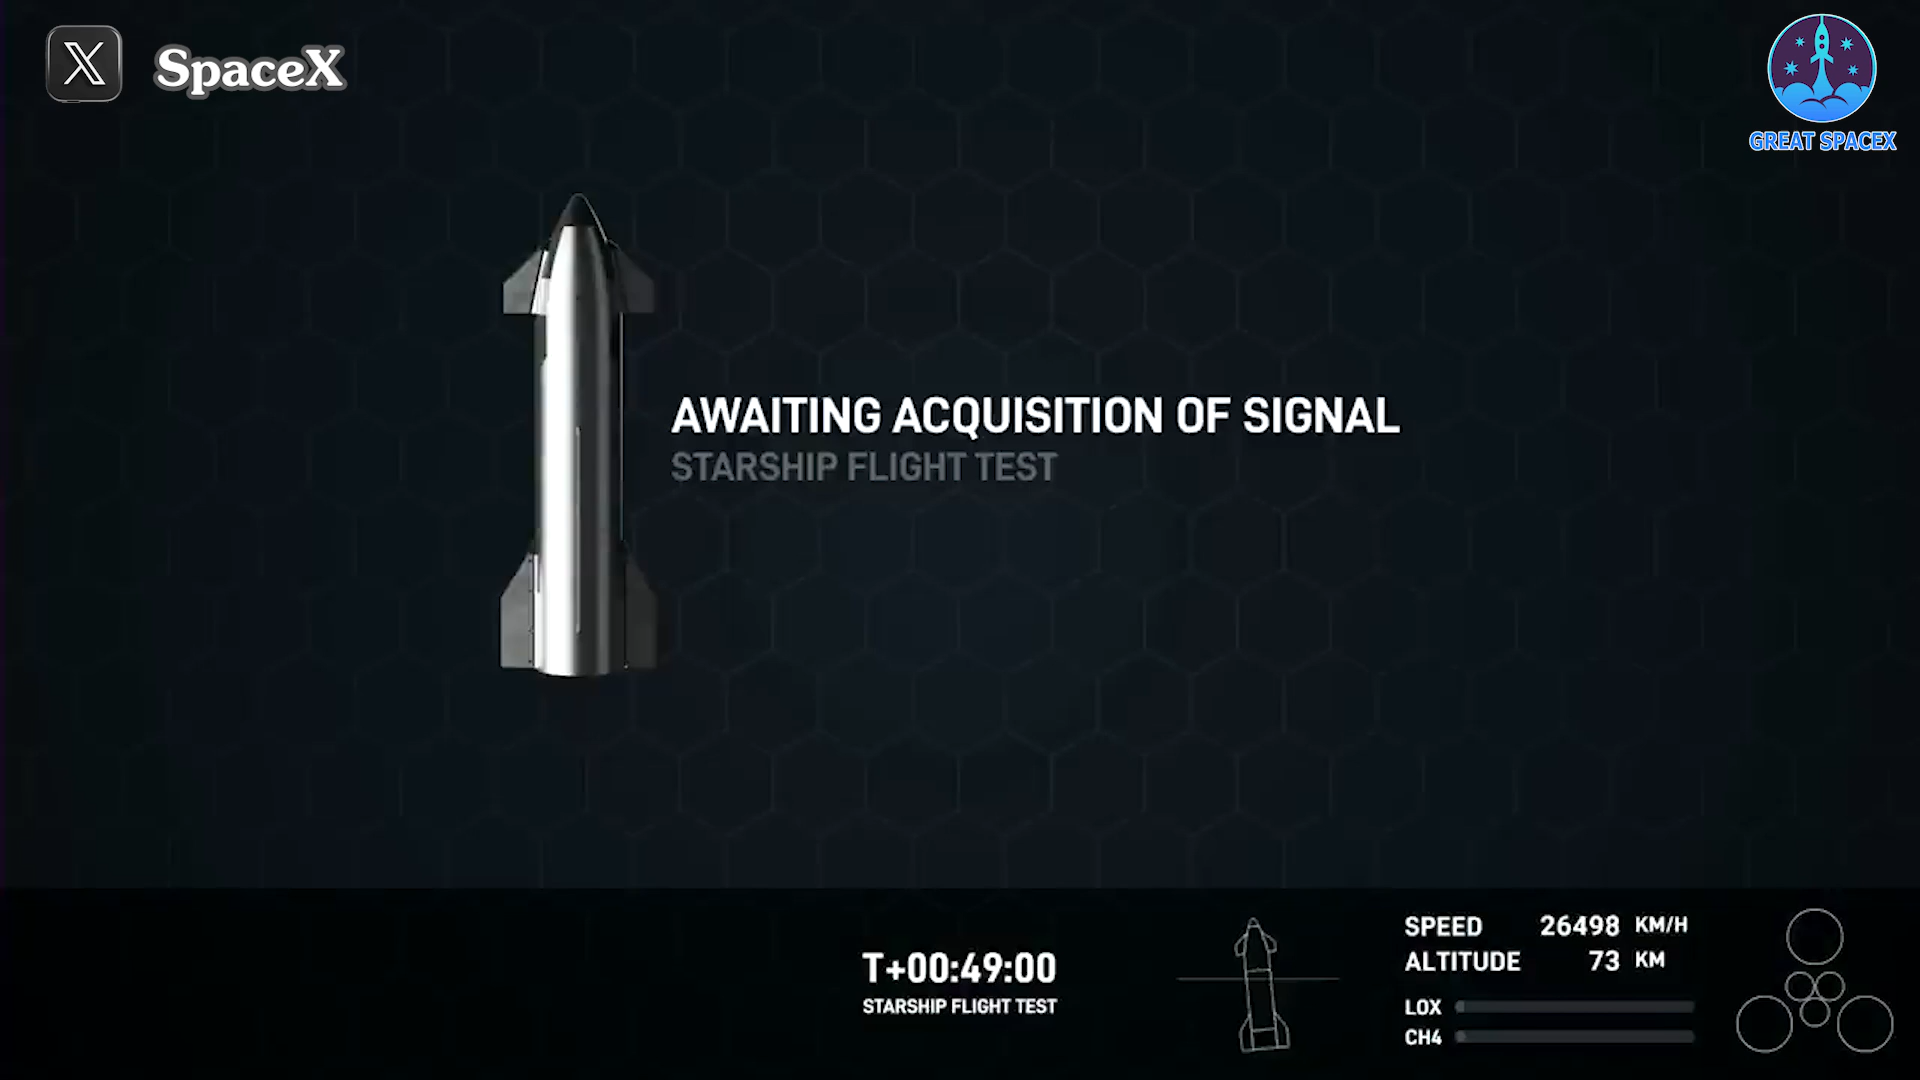 SpaceX
GREAT SPACEX
AWAITING ACQUISITION OF SIGNAL
STARSHIP FLIGHT TEST
T+00:49:00
STARSHIP FLIGHT TEST
SPEED 26498 KM/H
ALTITUDE 73 KM
LOX
CH4